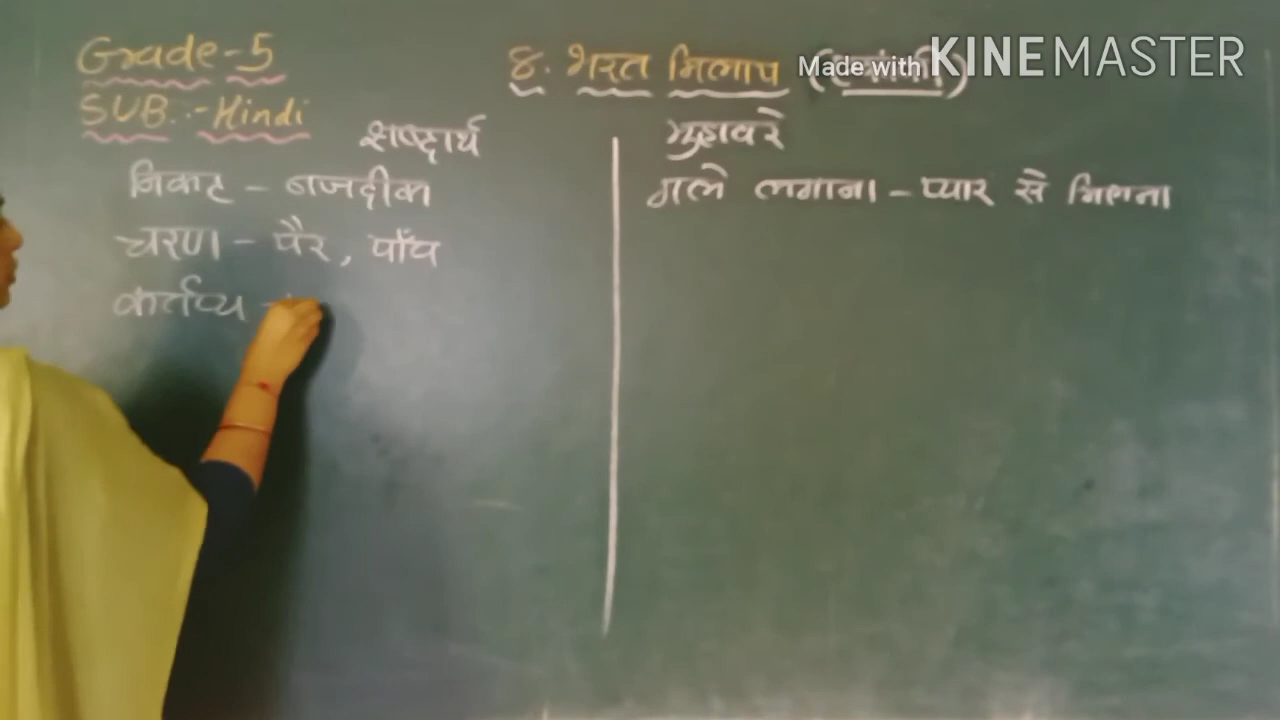 Grade-5
8. भरत मिलाप
Made with KINEMASTER
SUB.:-Hindi
शब्दार्थ
मुहावरे
निकट - नजदीक
गले लगाना - प्यार से मिलना
चरण - पैर, पाँव
कर्तव्य -